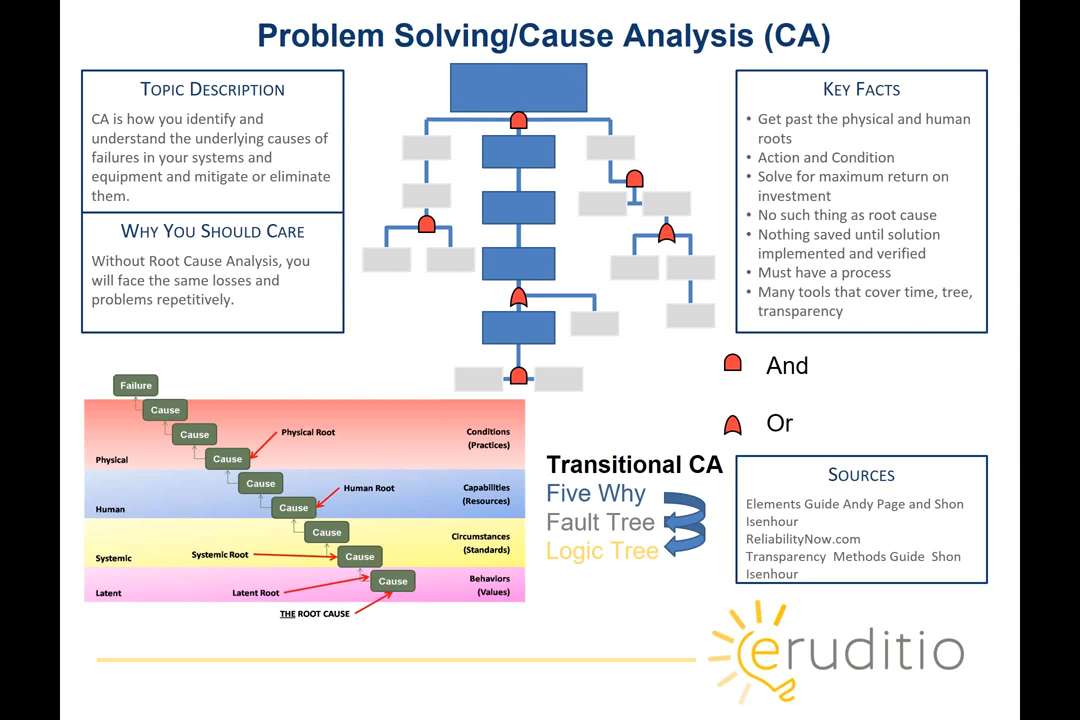 Problem Solving/Cause Analysis (CA)
TOPIC DESCRIPTION
CA is how you identify and
understand the underlying causes of
failures in your systems and
equipment and mitigate or eliminate
them.
WHY YOU SHOULD CARE
Without Root Cause Analysis, you
will face the same losses and
problems repetitively.
KEY FACTS
• Get past the physical and human
roots
• Action and Condition
• Solve for maximum return on
investment
• No such thing as root cause
• Nothing saved until solution
implemented and verified
• Must have a process
• Many tools that cover time, tree,
transparency
And
Or
Failure
Cause
Cause
Physical Root
Conditions
(Practices)
Cause
Physical
Cause
Human Root
Capabilities
(Resources)
Cause
Human
Cause
Circumstances
(Standards)
Systemic Root
Cause
Systemic
Cause
Behaviors
(Values)
Latent Root
Latent
THE ROOT CAUSE
Transitional CA
Five Why
Fault Tree
Logic Tree
SOURCES
Elements Guide Andy Page and Shon
Isenhour
ReliabilityNow.com
Transparency Methods Guide Shon
Isenhour
eruditio